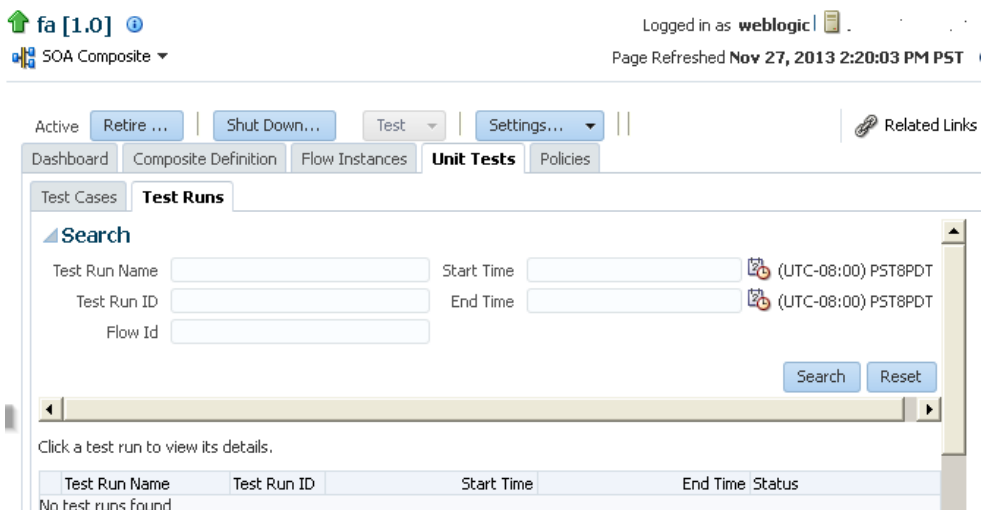 fa [1.0]
Logged in as weblogic
SOA Composite
Page Refreshed Nov 27, 2013 2:20:03 PM PST
Active Retire ... Shut Down... Test Settings... Related Links
Dashboard Composite Definition Flow Instances Unit Tests Policies
Test Cases Test Runs
Search
Test Run Name Start Time (UTC-08:00) PST8PDT
Test Run ID End Time (UTC-08:00) PST8PDT
Flow Id
Search Reset
Click a test run to view its details.
Test Run Name Test Run ID Start Time End Time Status
No test runs found